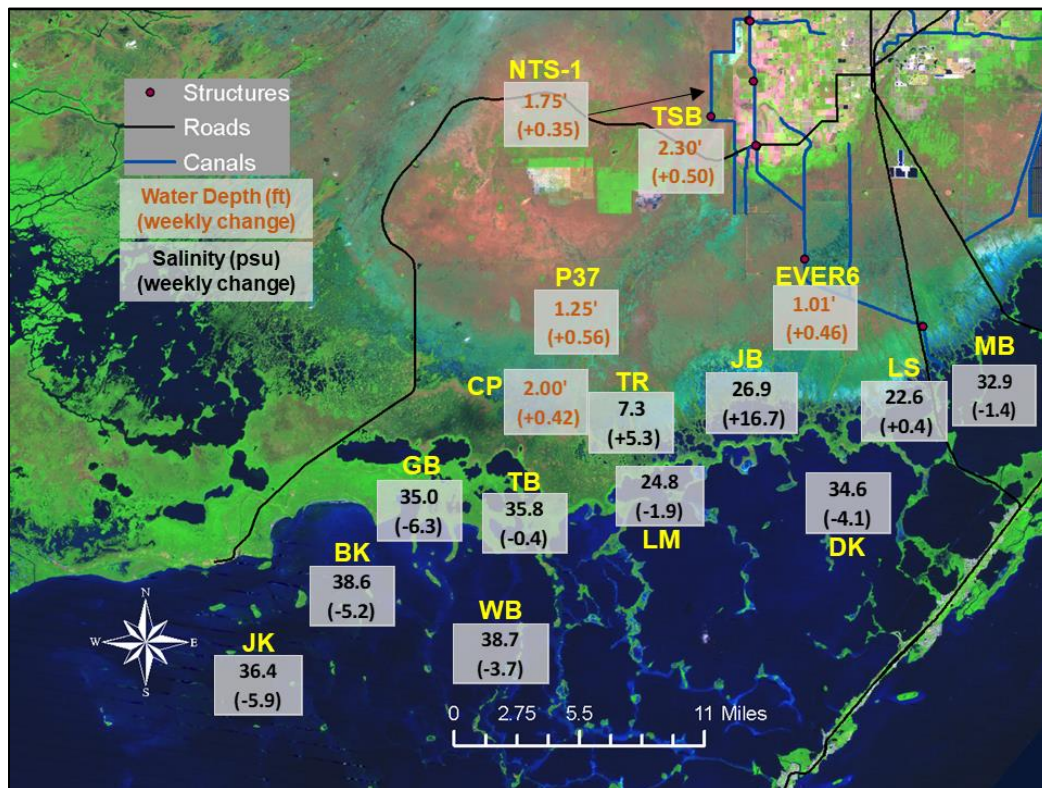 NTS-1
1.75'
(+0.35)
TSB
2.30'
(+0.50)
Structures
Roads
Canals
Water Depth (ft)
(weekly change)
Salinity (psu)
(weekly change)
P37
1.25'
(+0.56)
EVER6
1.01'
(+0.46)
CP
2.00'
(+0.42)
TR
7.3
(+5.3)
JB
26.9
(+16.7)
LS
22.6
(+0.4)
MB
32.9
(-1.4)
GB
35.0
(-6.3)
TB
35.8
(-0.4)
24.8
(-1.9)
LM
34.6
(-4.1)
DK
BK
38.6
(-5.2)
WB
38.7
(-3.7)
JK
36.4
(-5.9)
N
W E
S
0 2.75 5.5 11 Miles